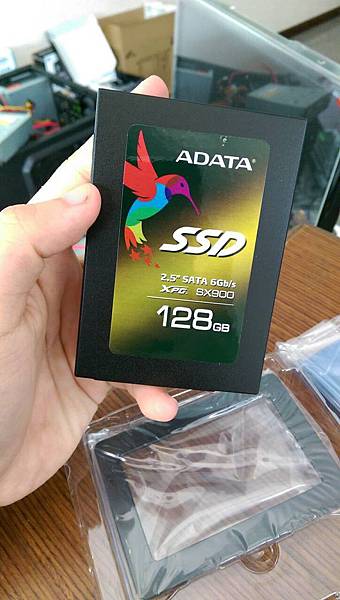 ADATA®
SSD
2.5" SATA 6Gb/s
XPG. SX900
128GB